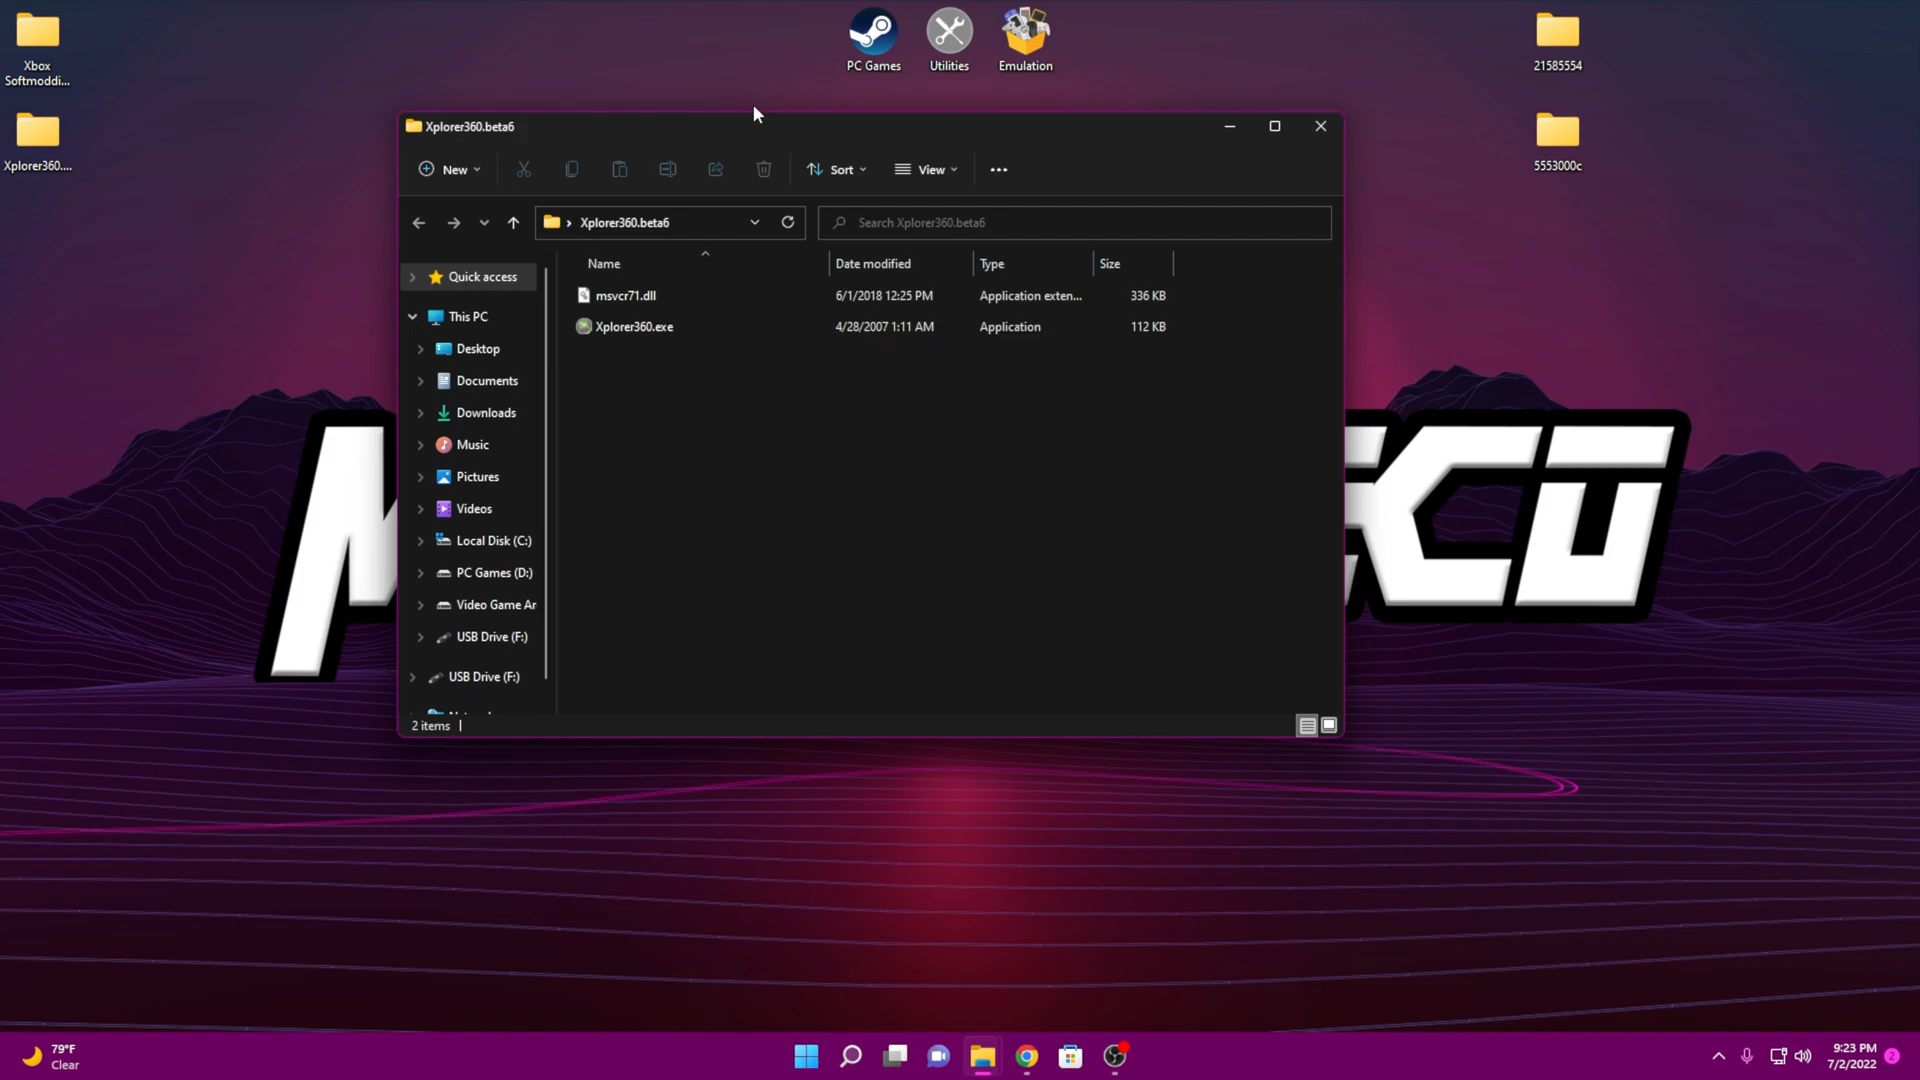 Xbox
Softmoddi...
Xplorer360....
PC Games
Utilities
Emulation
21585554
5553000c
Xplorer360.beta6
New
Sort
View
Xplorer360.beta6
Search Xplorer360.beta6
Name
Date modified
Type
Size
msvcr71.dll
6/1/2018 12:25 PM
Application exten...
336 KB
Xplorer360.exe
4/28/2007 1:11 AM
Application
112 KB
Quick access
This PC
Desktop
Documents
Downloads
Music
Pictures
Videos
Local Disk (C:)
PC Games (D:)
Video Game Ar
USB Drive (F:)
USB Drive (F:)
2 items
79°F
Clear
9:23 PM
7/2/2022
2